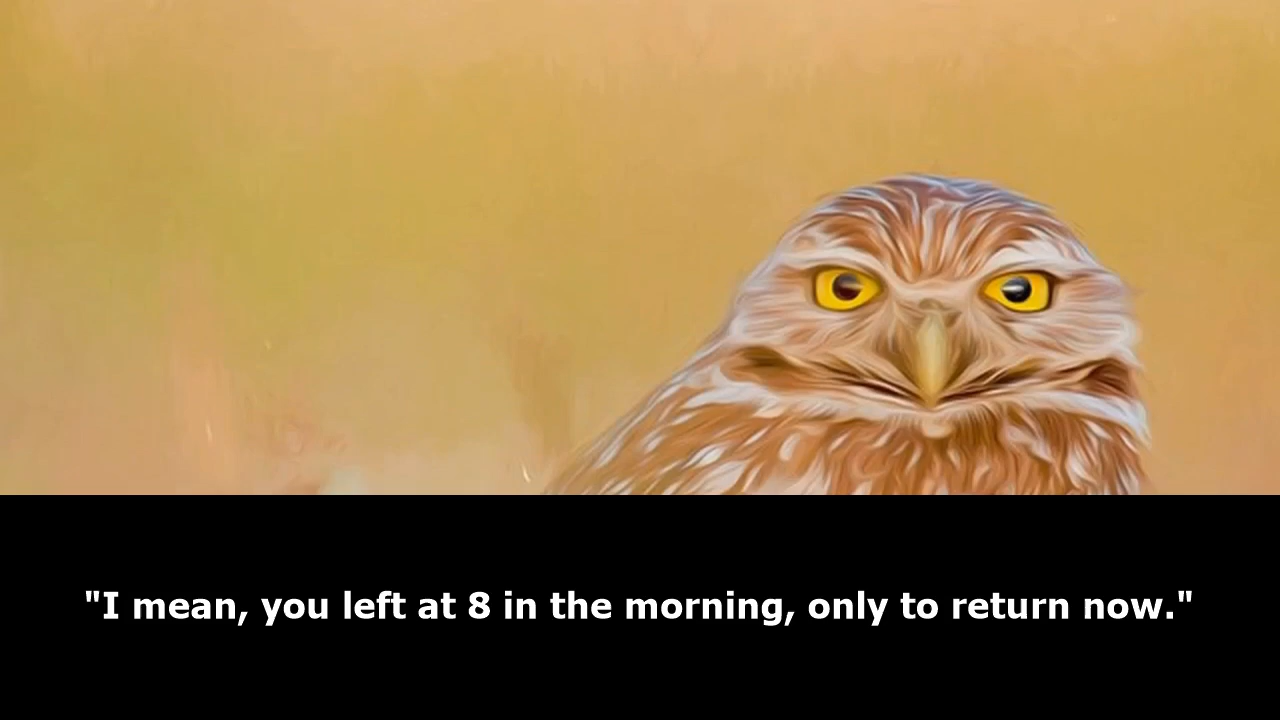 "I mean, you left at 8 in the morning, only to return now."